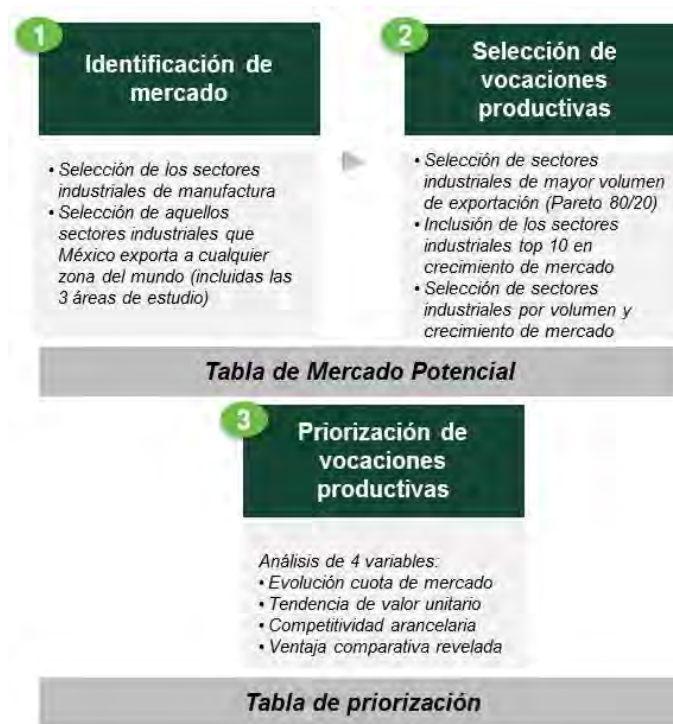 1
Identificación de
mercado
• Selección de los sectores
industriales de manufactura
• Selección de aquellos
sectores industriales que
México exporta a cualquier
zona del mundo (incluidas las
3 áreas de estudio)
2
Selección de
vocaciones
productivas
• Selección de sectores
industriales de mayor volumen
de exportación (Pareto 80/20)
• Inclusión de los sectores
industriales top 10 en
crecimiento de mercado
• Selección de sectores
industriales por volumen y
crecimiento de mercado
Tabla de Mercado Potencial
3
Priorización de
vocaciones
productivas
Análisis de 4 variables:
• Evolución cuota de mercado
• Tendencia de valor unitario
• Competitividad arancelaria
• Ventaja comparativa revelada
Tabla de priorización